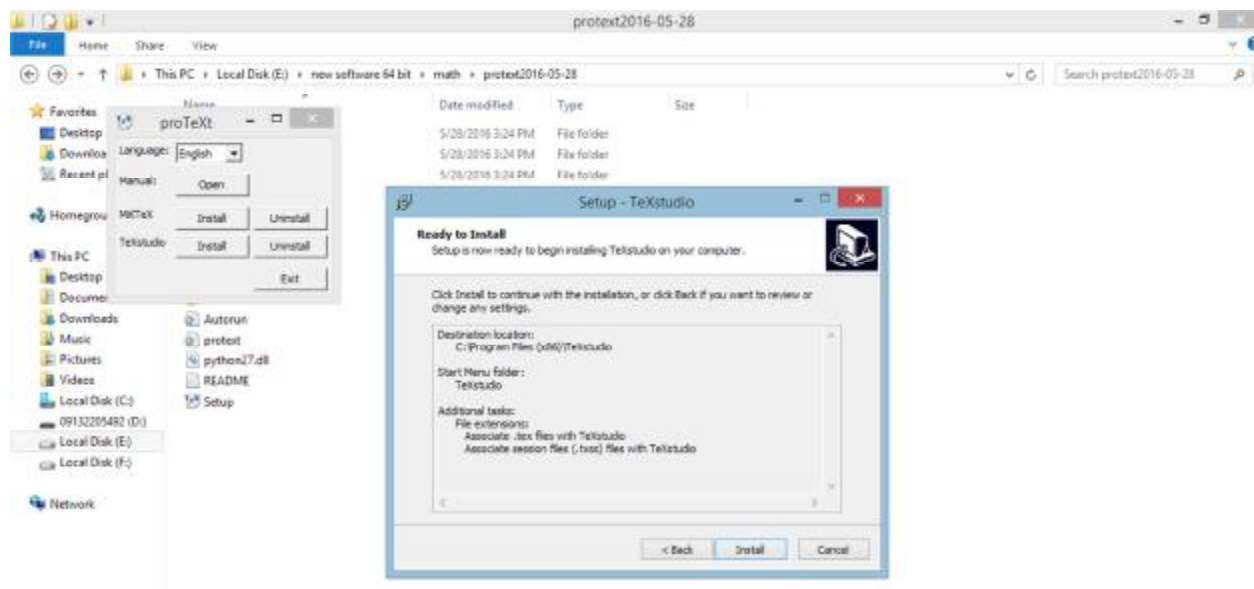 protext2016-05-28
File Home Share View
This PC Local Disk (E:) new software 64 bit math protext2016-05-28
Search protext2016-05-28
Name Date modified Type Size
5/28/2016 3:24 PM File folder
5/28/2016 3:24 PM File folder
5/28/2016 3:24 PM File folder
Favorites
Desktop
Downloa
Recent pl
Homegrou
This PC
Desktop
Documen
Downloads
Music
Pictures
Videos
Local Disk (C:)
09132205492 (D:)
Local Disk (E:)
Local Disk (F:)
Network
Autorun
protext
python27.dll
README
Setup
proTeXt
Language: English
Manual: Open
MiKTeX Install Uninstall
TeXstudio Install Uninstall
Exit
Setup - TeXstudio
Ready to Install
Setup is now ready to begin installing TeXstudio on your computer.
Click Install to continue with the installation, or click Back if you want to review or
change any settings.
Destination location:
C:\Program Files (x86)\TeXstudio
Start Menu folder:
TeXstudio
Additional tasks:
File extensions:
Associate .tex files with TeXstudio
Associate session files (.txss) files with TeXstudio
< Back Install Cancel